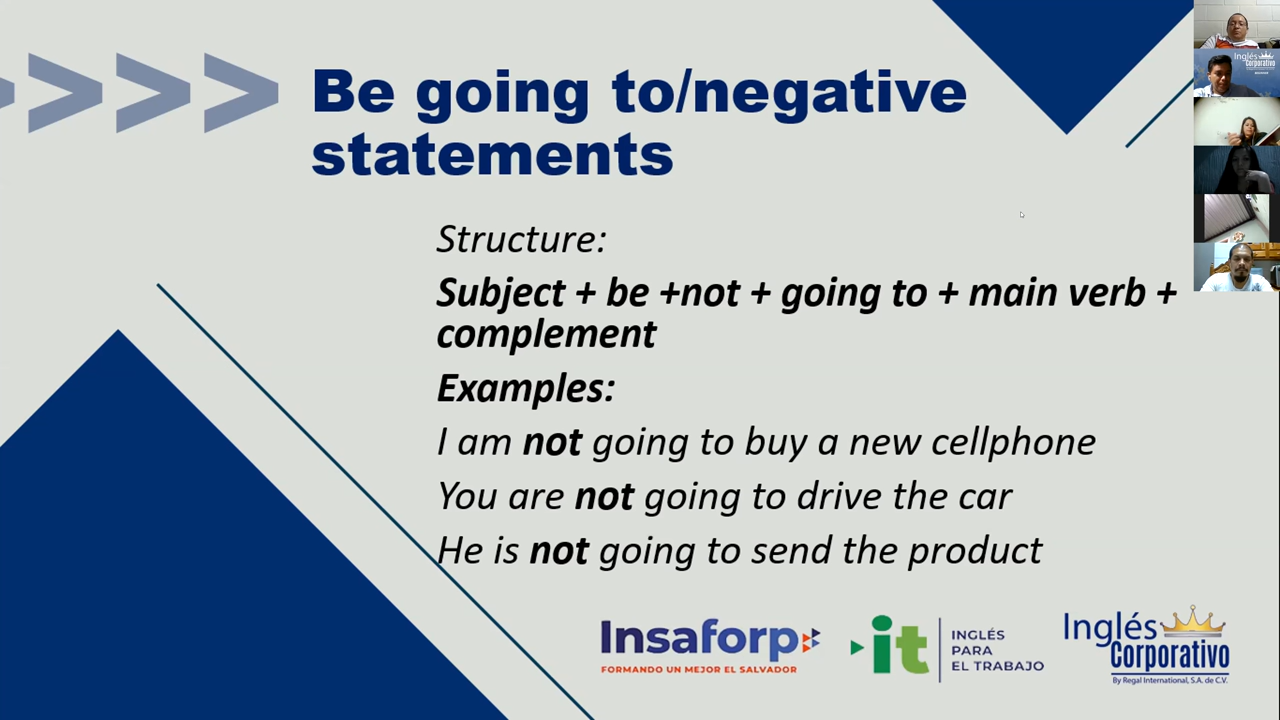 Be going to/negative
statements
Structure:
Subject + be +not + going to + main verb +
complement
Examples:
I am not going to buy a new cellphone
You are not going to drive the car
He is not going to send the product
Insaforp
FORMANDO UN MEJOR EL SALVADOR
it
INGLÉS
PARA
EL TRABAJO
Inglés
Corporativo
By Regal International, S.A. de C.V.
Inglés
Corporativo